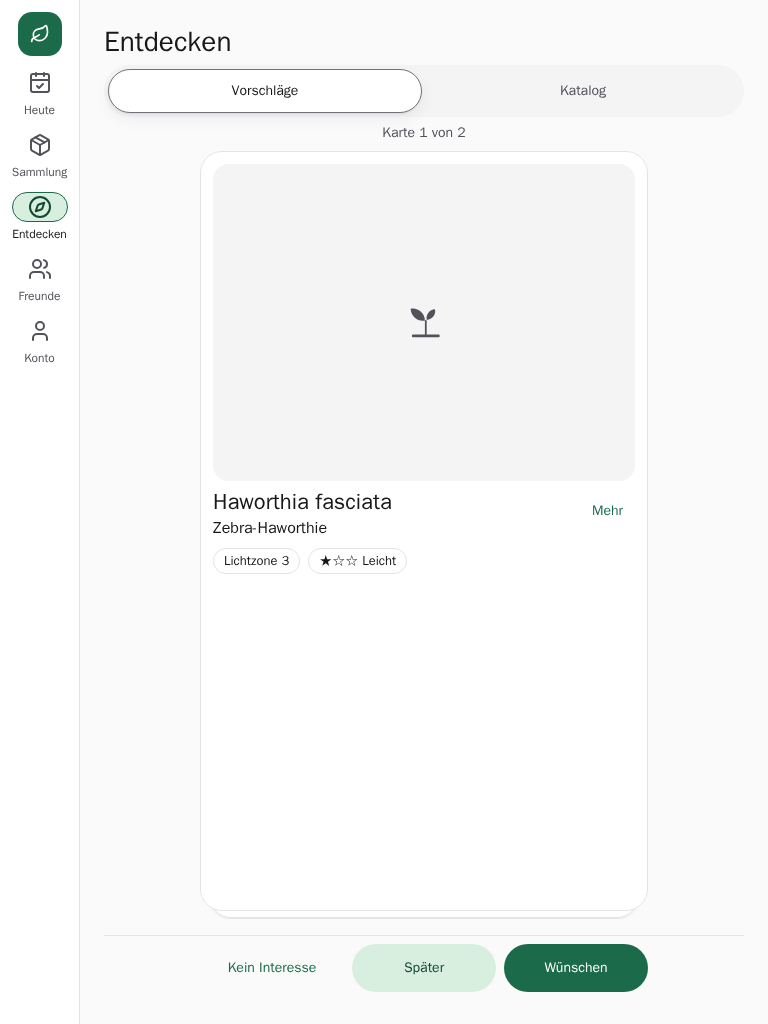 Entdecken
Heute
Sammlung
Entdecken
Freunde
Konto
Vorschläge
Katalog
Karte 1 von 2
Haworthia fasciata
Zebra-Haworthie
Mehr
Lichtzone 3
★☆☆ Leicht
Kein Interesse
Später
Wünschen